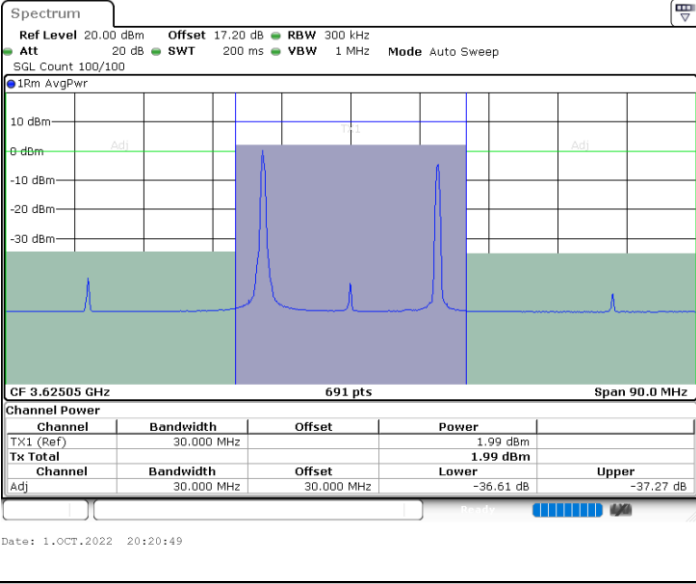 Spectrum
Ref Level 20.00 dBm Offset 17.20 dB RBW 300 kHz
Att 20 dB SWT 200 ms VBW 1 MHz Mode Auto Sweep
SGL Count 100/100
1Rm AvgPwr
10 dBm
Tx1
Adj
Adj
0 dBm
-10 dBm
-20 dBm
-30 dBm
CF 3.62505 GHz 691 pts Span 90.0 MHz
Channel Power
Channel Bandwidth Offset Power
TX1 (Ref) 30.000 MHz 1.99 dBm
Tx Total 1.99 dBm
Channel Bandwidth Offset Lower Upper
Adj 30.000 MHz 30.000 MHz -36.61 dB -37.27 dB
Ready
Date: 1.OCT.2022 20:20:49